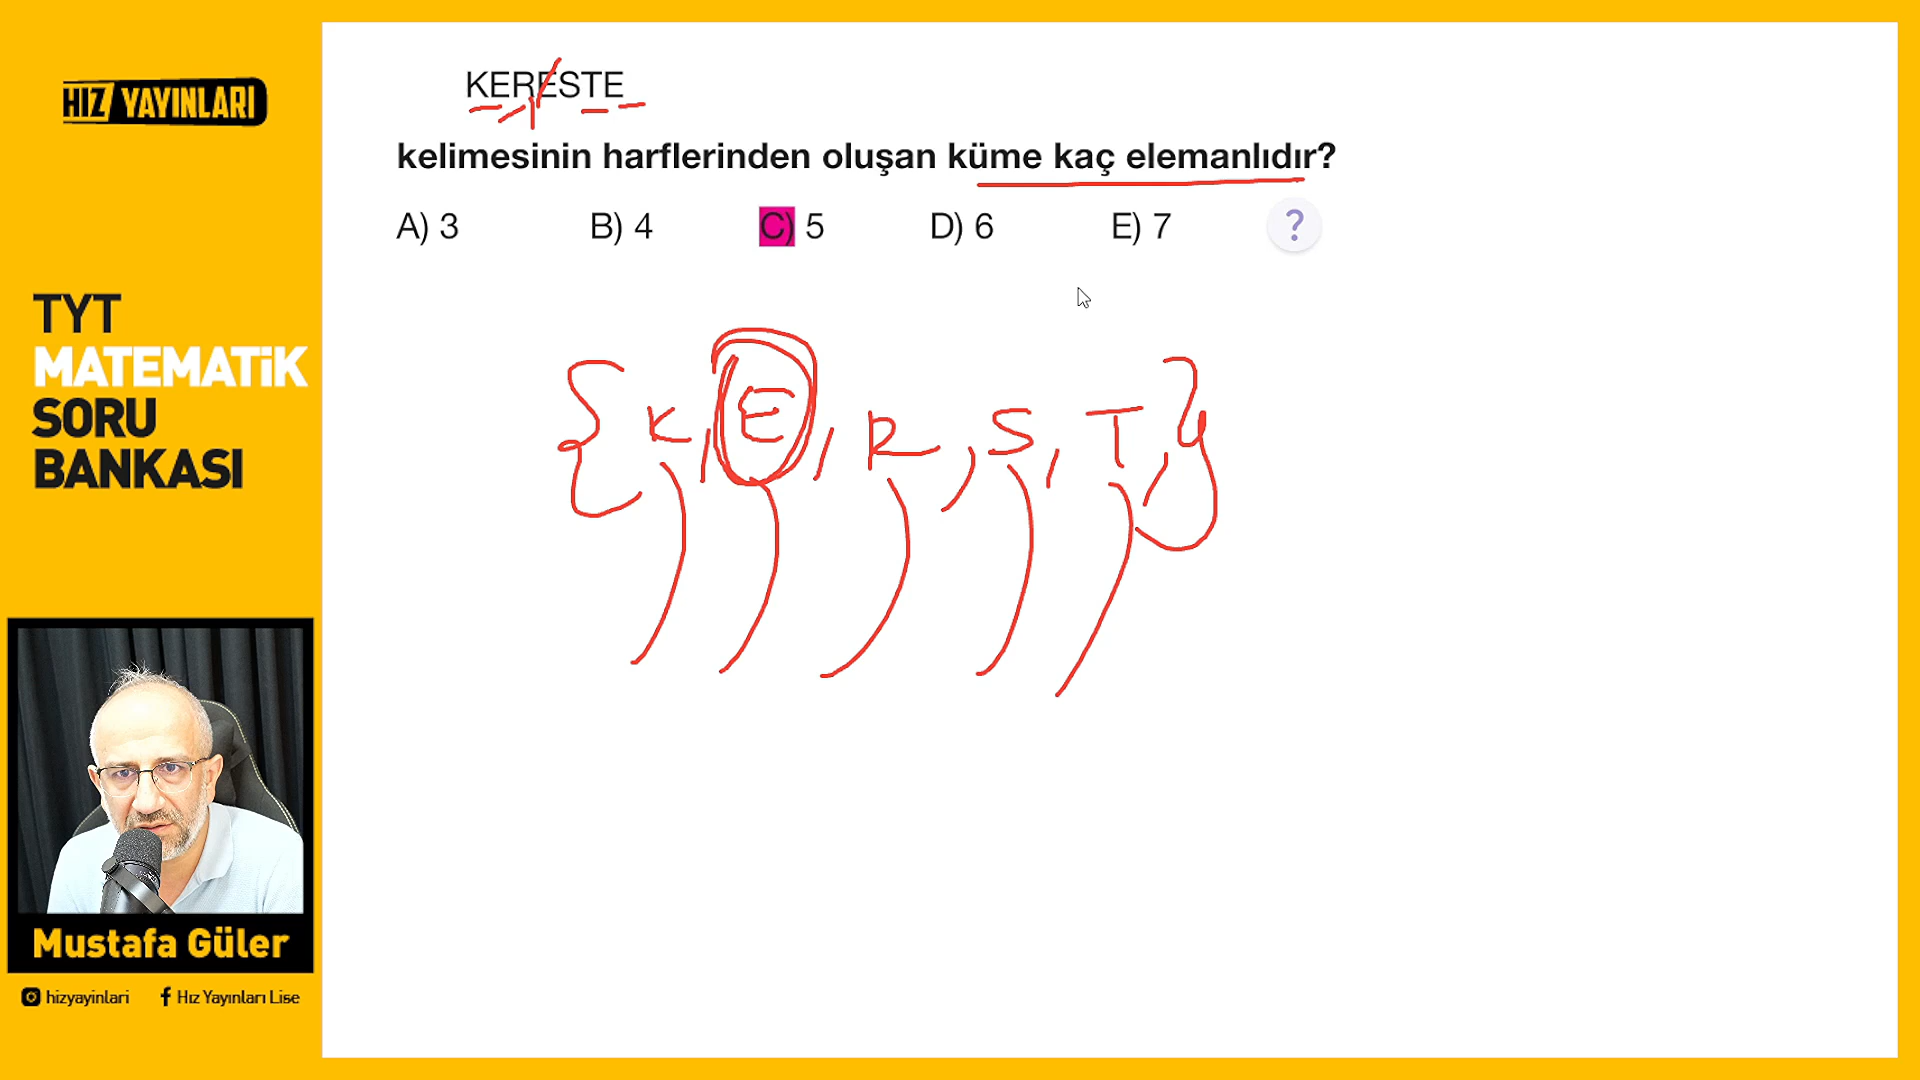 HIZ YAYINLARI
TYT
MATEMATİK
SORU
BANKASI
Mustafa Güler
hizyayinlari
Hız Yayınları Lise
KERESTE
kelimesinin harflerinden oluşan küme kaç elemanlıdır?
A) 3 B) 4 C) 5 D) 6 E) 7 ?
{K, E, R, S, T, }